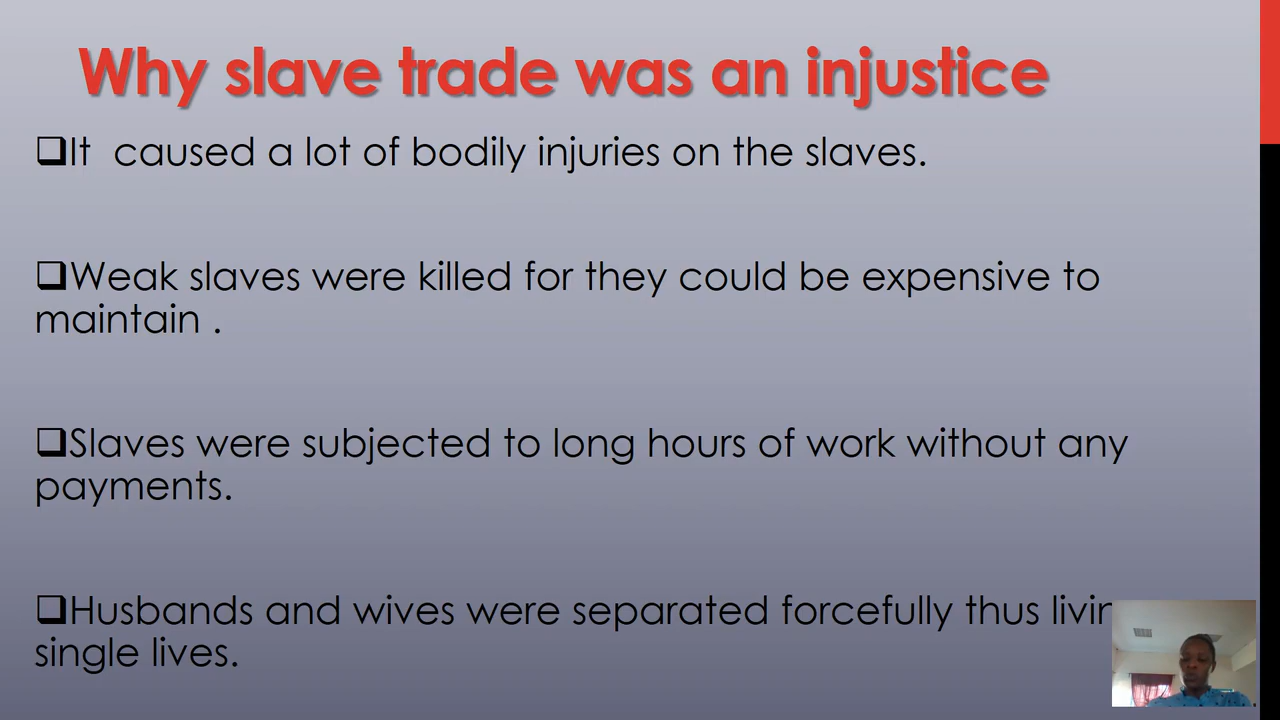 Why slave trade was an injustice
❑It caused a lot of bodily injuries on the slaves.
❑Weak slaves were killed for they could be expensive to
maintain .
❑Slaves were subjected to long hours of work without any
payments.
❑Husbands and wives were separated forcefully thus
single lives.